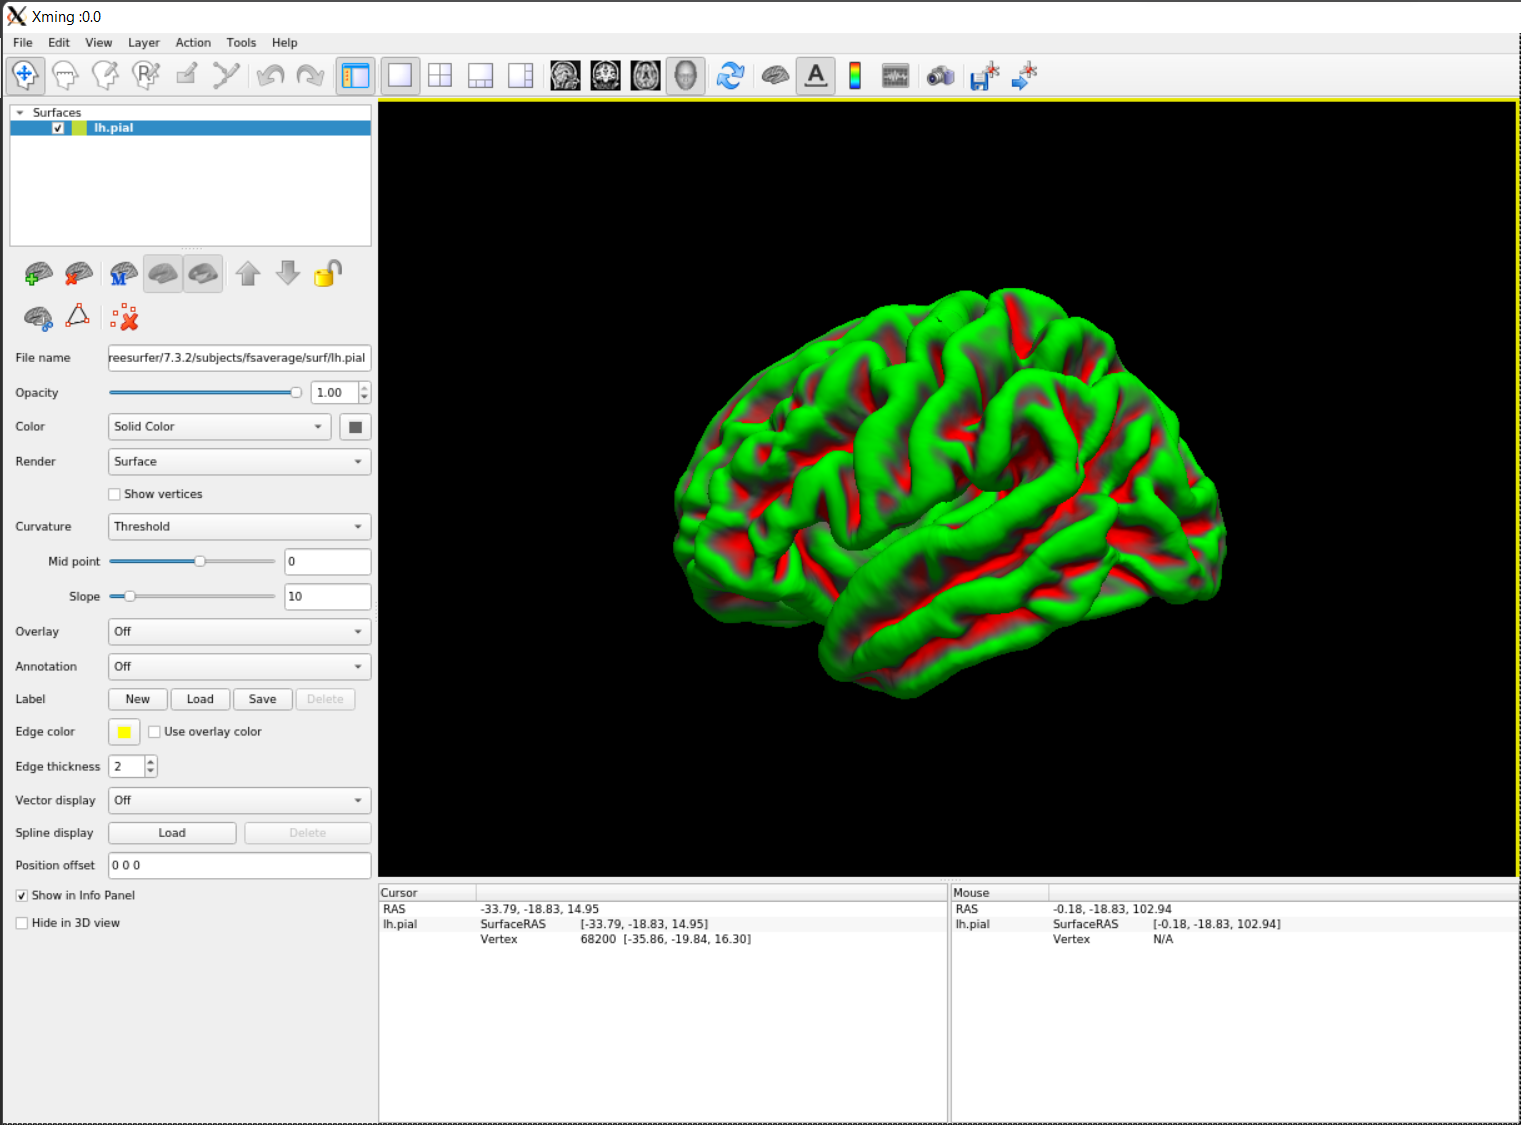 Xming :0.0
File Edit View Layer Action Tools Help
R
A
Surfaces
lh.pial
M
File name reesurfer/7.3.2/subjects/fsaverage/surf/lh.pial
Opacity 1.00
Color Solid Color
Render Surface
Show vertices
Curvature Threshold
Mid point 0
Slope 10
Overlay Off
Annotation Off
Label New Load Save Delete
Edge color Use overlay color
Edge thickness 2
Vector display Off
Spline display Load Delete
Position offset 0 0 0
Show in Info Panel
Hide in 3D view
Cursor
RAS -33.79, -18.83, 14.95
lh.pial SurfaceRAS [-33.79, -18.83, 14.95]
Vertex 68200 [-35.86, -19.84, 16.30]
Mouse
RAS -0.18, -18.83, 102.94
lh.pial SurfaceRAS [-0.18, -18.83, 102.94]
Vertex N/A